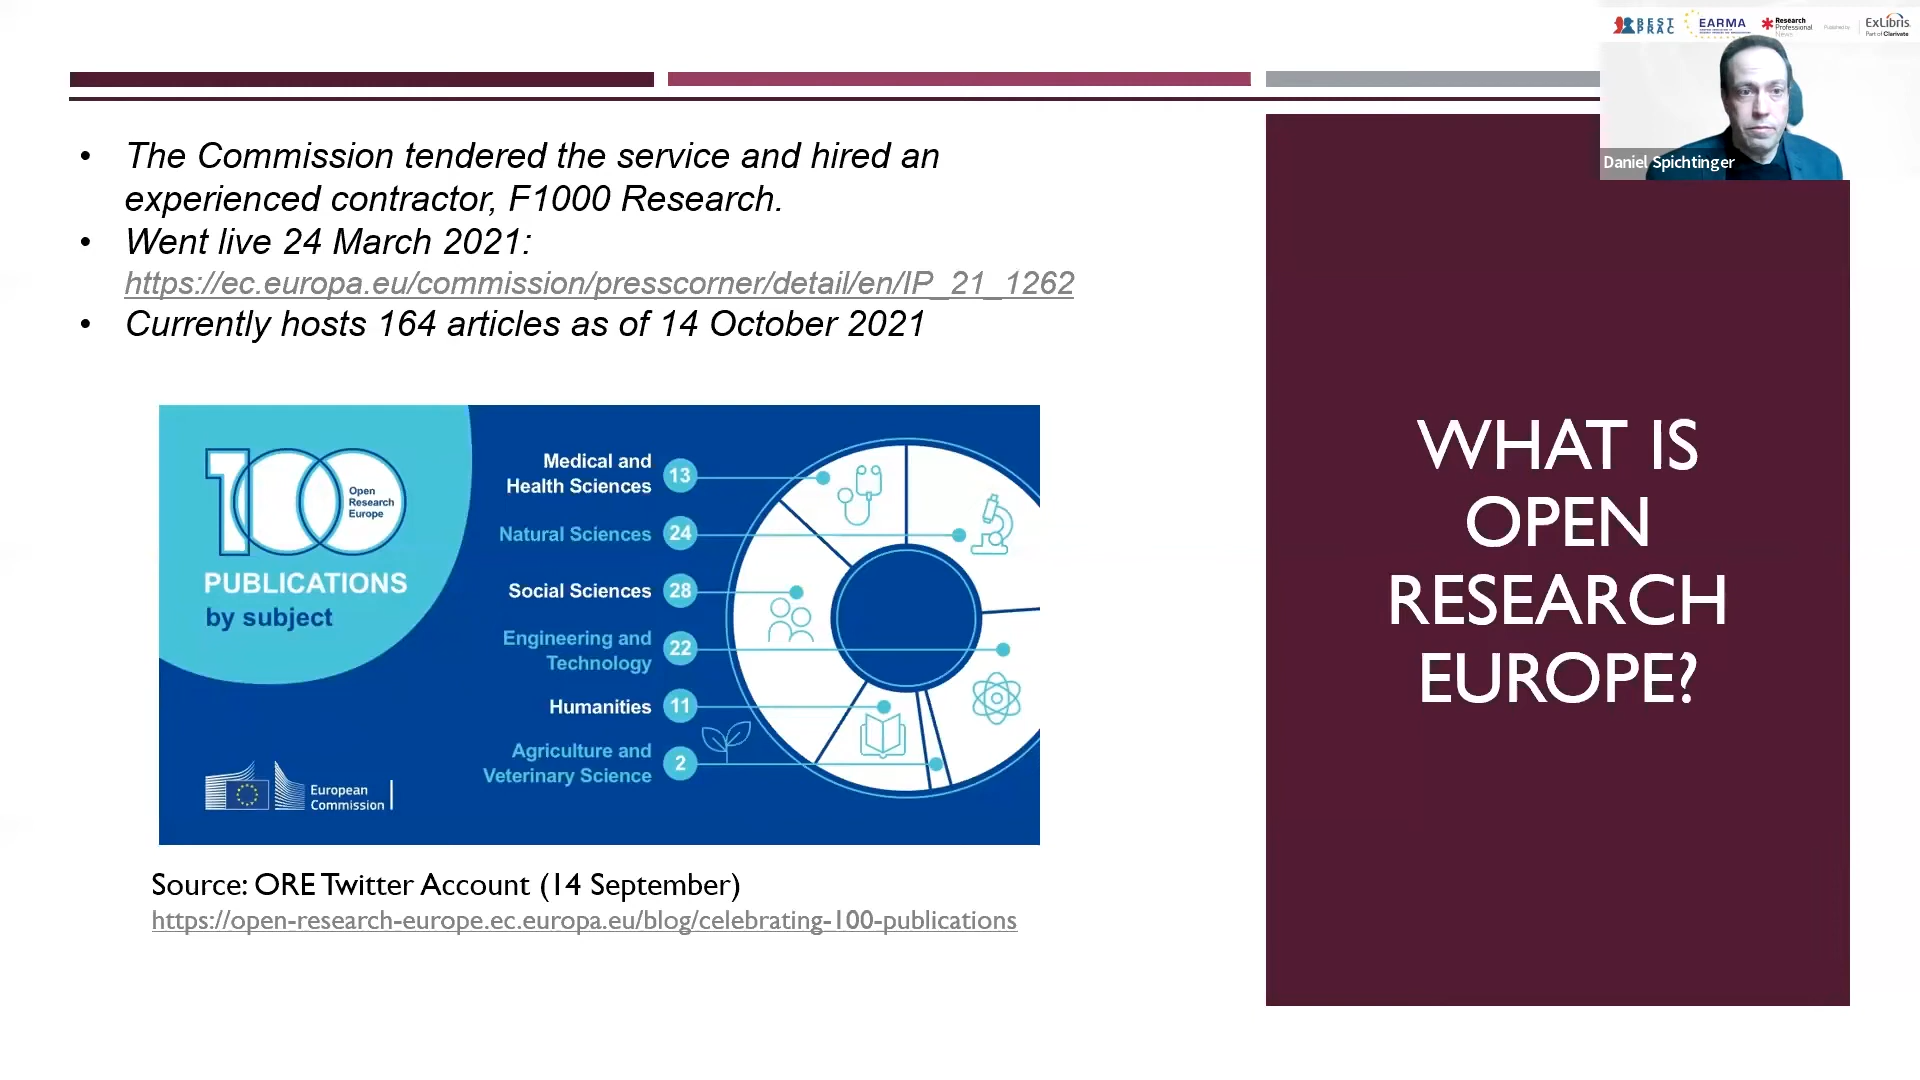 BEST
PRAC
EARMA
Research
Professional
News
ExLibris
Part of Clarivate
Daniel Spichtinger
• The Commission tendered the service and hired an
experienced contractor, F1000 Research.
• Went live 24 March 2021:
https://ec.europa.eu/commission/presscorner/detail/en/IP_21_1262
• Currently hosts 164 articles as of 14 October 2021
100
Open
Research
Europe
PUBLICATIONS
by subject
Medical and
Health Sciences 13
Natural Sciences 24
Social Sciences 28
Engineering and
Technology 22
Humanities 11
Agriculture and
Veterinary Science 2
European
Commission
Source: ORE Twitter Account (14 September)
https://open-research-europe.ec.europa.eu/blog/celebrating-100-publications
WHAT IS
OPEN
RESEARCH
EUROPE?